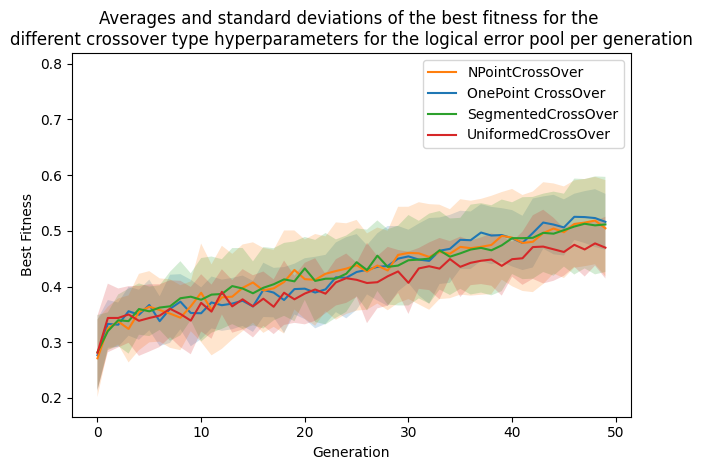 Averages and standard deviations of the best fitness for the
different crossover type hyperparameters for the logical error pool per generation
NPointCrossOver
OnePoint CrossOver
SegmentedCrossOver
UniformedCrossOver
Best Fitness
0.8
0.7
0.6
0.5
0.4
0.3
0.2
0
10
20
30
40
50
Generation